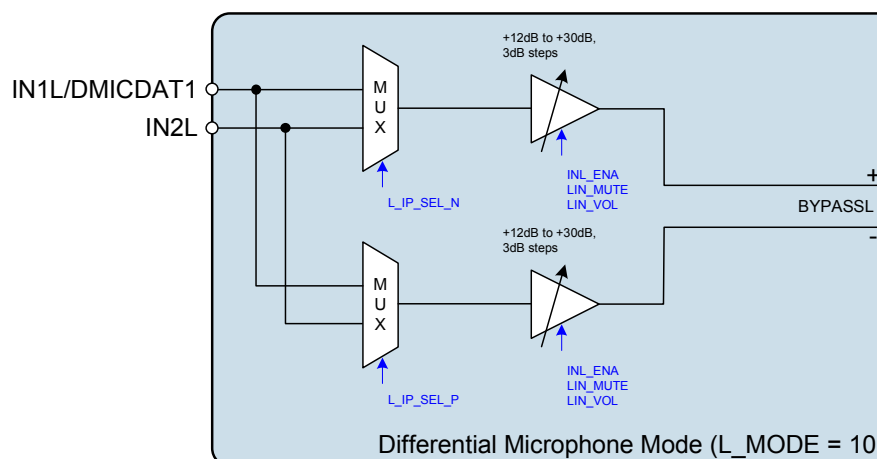 +12dB to +30dB,
3dB steps
IN1L/DMICDAT1
IN2L
M
U
X
L_IP_SEL_N
INL_ENA
LIN_MUTE
LIN_VOL
+
BYPASSL
-
+12dB to +30dB,
3dB steps
M
U
X
L_IP_SEL_P
INL_ENA
LIN_MUTE
LIN_VOL
Differential Microphone Mode (L_MODE = 10